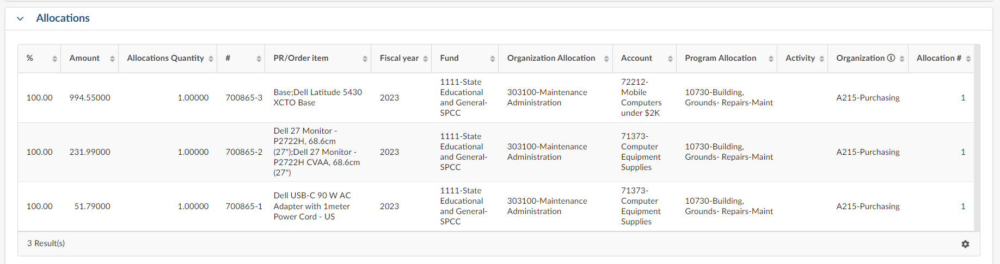 Allocations
% Amount Allocations Quantity # PR/Order item Fiscal year Fund Organization Allocation Account Program Allocation Activity Organization Allocation #
100.00 994.55000 1.00000 700865-3
Base;Dell Latitude 5430
XCTO Base
2023
1111-State
Educational
and General-
SPCC
303100-Maintenance
Administration
72212-
Mobile
Computers
under $2K
10730-Building,
Grounds- Repairs-Maint
A215-Purchasing
1
100.00 231.99000 1.00000 700865-2
Dell 27 Monitor -
P2722H, 68.6cm
(27");Dell 27 Monitor -
P2722H CVAA, 68.6cm
(27")
2023
1111-State
Educational
and General-
SPCC
303100-Maintenance
Administration
71373-
Computer
Equipment
Supplies
10730-Building,
Grounds- Repairs-Maint
A215-Purchasing
1
100.00 51.79000 1.00000 700865-1
Dell USB-C 90 W AC
Adapter with 1meter
Power Cord - US
2023
1111-State
Educational
and General-
SPCC
303100-Maintenance
Administration
71373-
Computer
Equipment
Supplies
10730-Building,
Grounds- Repairs-Maint
A215-Purchasing
1
3 Result(s)